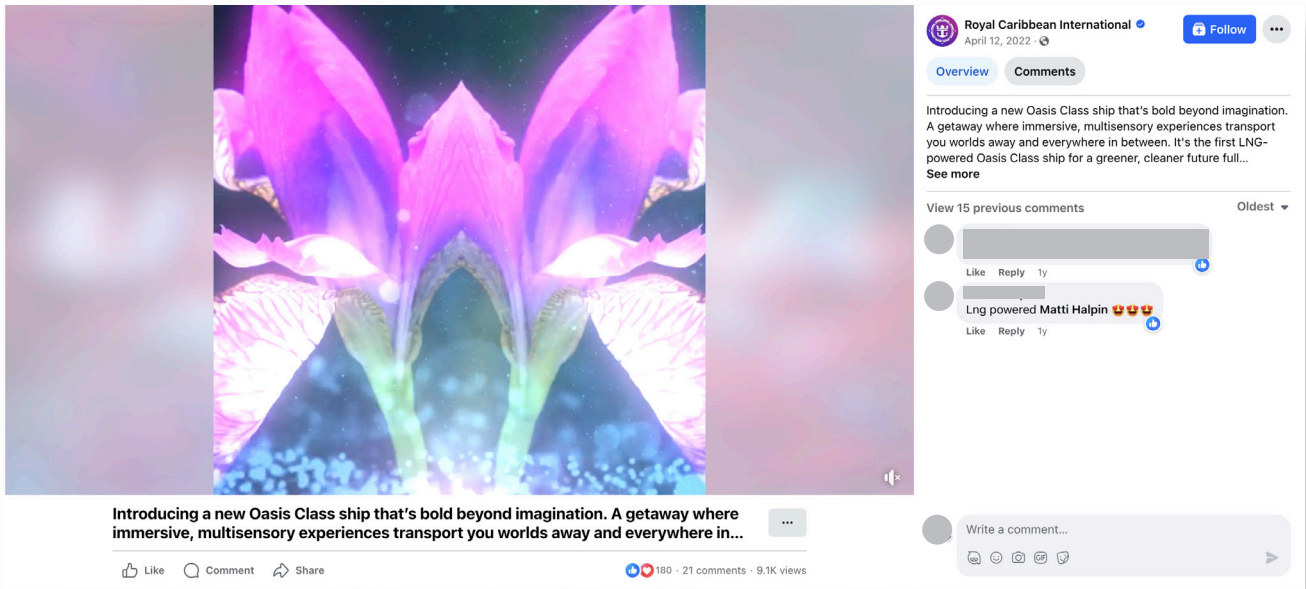 Royal Caribbean International
Follow
April 12, 2022
Overview
Comments
Introducing a new Oasis Class ship that's bold beyond imagination.
A getaway where immersive, multisensory experiences transport
you worlds away and everywhere in between. It's the first LNG-
powered Oasis Class ship for a greener, cleaner future full...
See more
View 15 previous comments
Oldest
Like Reply 1y
Lng powered Matti Halpin 🤩🤩🤩
Like Reply 1y
Introducing a new Oasis Class ship that's bold beyond imagination. A getaway where
immersive, multisensory experiences transport you worlds away and everywhere in...
Like Comment Share
180 · 21 comments · 9.1K views
Write a comment...
GIF